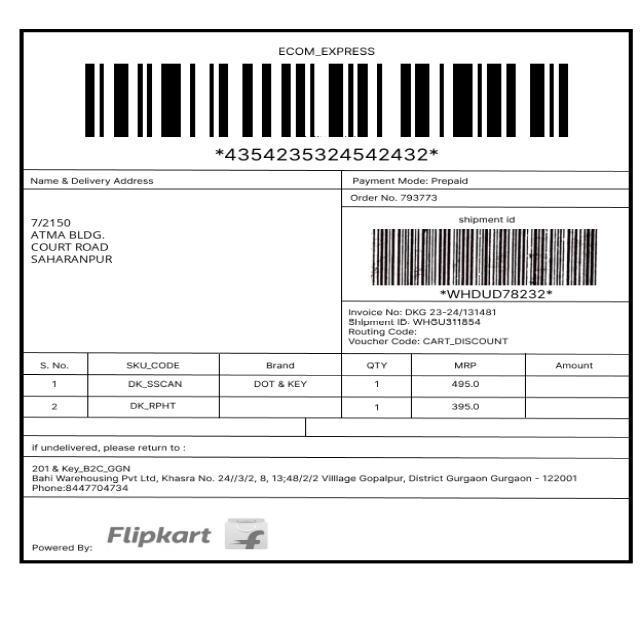 ECOM_EXPRESS
*4354235324542432*
Name & Delivery Address
Payment Mode: Prepaid
Order No. 793773
7/2150
ATMA BLDG.
COURT ROAD
SAHARANPUR
shipment id
*WHDUD78232*
Invoice No: DKG 23-24/131481
Shipment ID: WHGU311854
Routing Code:
Voucher Code: CART_DISCOUNT
S. No. SKU_CODE Brand QTY MRP Amount
1 DK_SSCAN DOT & KEY 1 495.0
2 DK_RPHT 1 395.0
if undelivered, please return to :
201 & Key_B2C_GGN
Bahi Warehousing Pvt Ltd, Khasra No. 24//3/2, 8, 13;48/2/2 Villlage Gopalpur, District Gurgaon Gurgaon - 122001
Phone:8447704734
Powered By: Flipkart